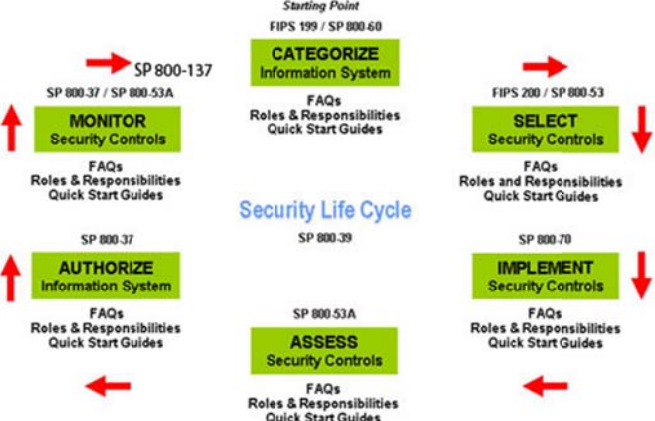 Starting Point
FIPS 199 / SP 800-60
CATEGORIZE
Information System
FAQs
Roles & Responsibilities
Quick Start Guides
FIPS 200 / SP 800-53
SELECT
Security Controls
FAQs
Roles and Responsibilities
Quick Start Guides
SP 800-70
IMPLEMENT
Security Controls
FAQs
Roles & Responsibilities
Quick Start Guides
SP 800-53A
ASSESS
Security Controls
FAQs
Roles & Responsibilities
Quick Start Guides
SP 800-37
AUTHORIZE
Information System
FAQs
Roles & Responsibilities
Quick Start Guides
SP 800-137
SP 800-37 / SP 800-53A
MONITOR
Security Controls
FAQs
Roles & Responsibilities
Quick Start Guides
Security Life Cycle
SP 800-39